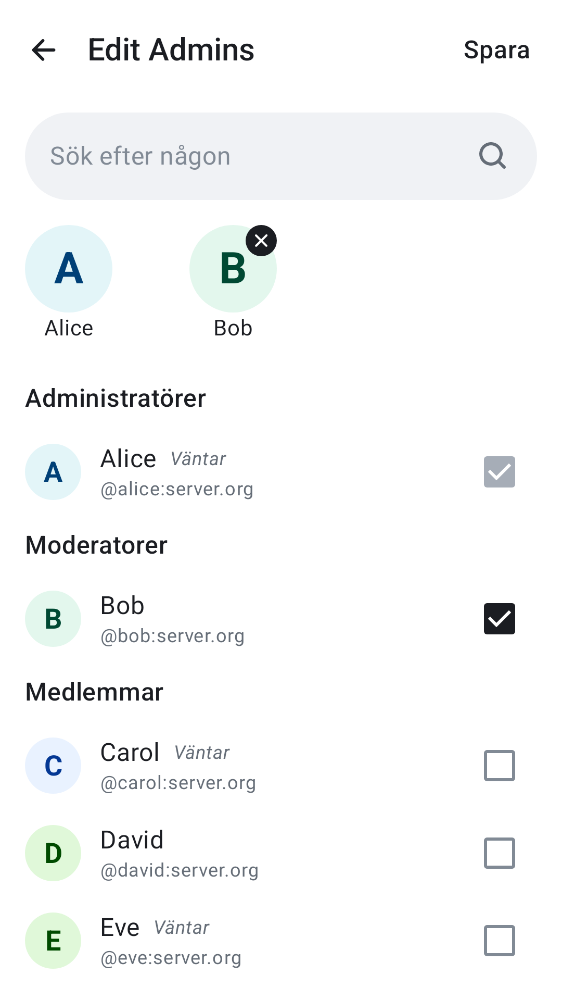 Edit Admins
Spara
Sök efter någon
A
B
Alice
Bob
Administratörer
A
Alice Väntar
@alice:server.org
Moderatorer
B
Bob
@bob:server.org
Medlemmar
C
Carol Väntar
@carol:server.org
D
David
@david:server.org
E
Eve Väntar
@eve:server.org